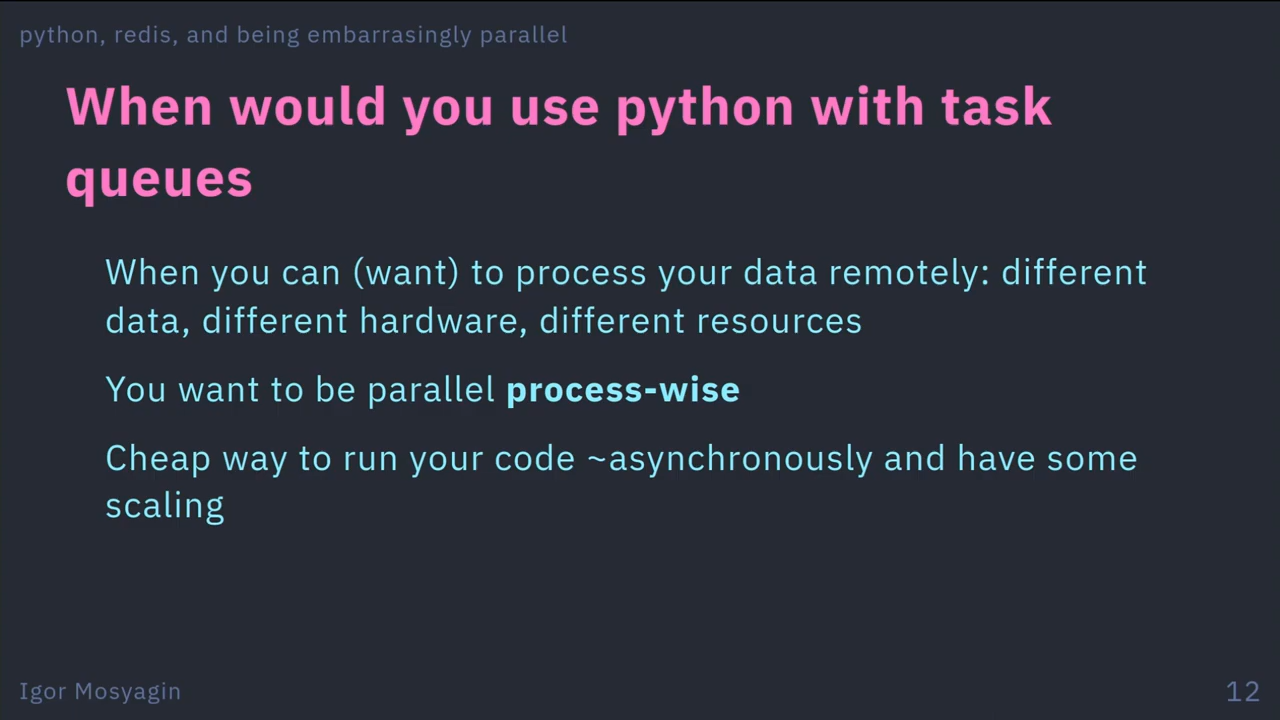 python, redis, and being embarrasingly parallel
When would you use python with task
queues
When you can (want) to process your data remotely: different
data, different hardware, different resources
You want to be parallel process-wise
Cheap way to run your code ~asynchronously and have some
scaling
Igor Mosyagin
12